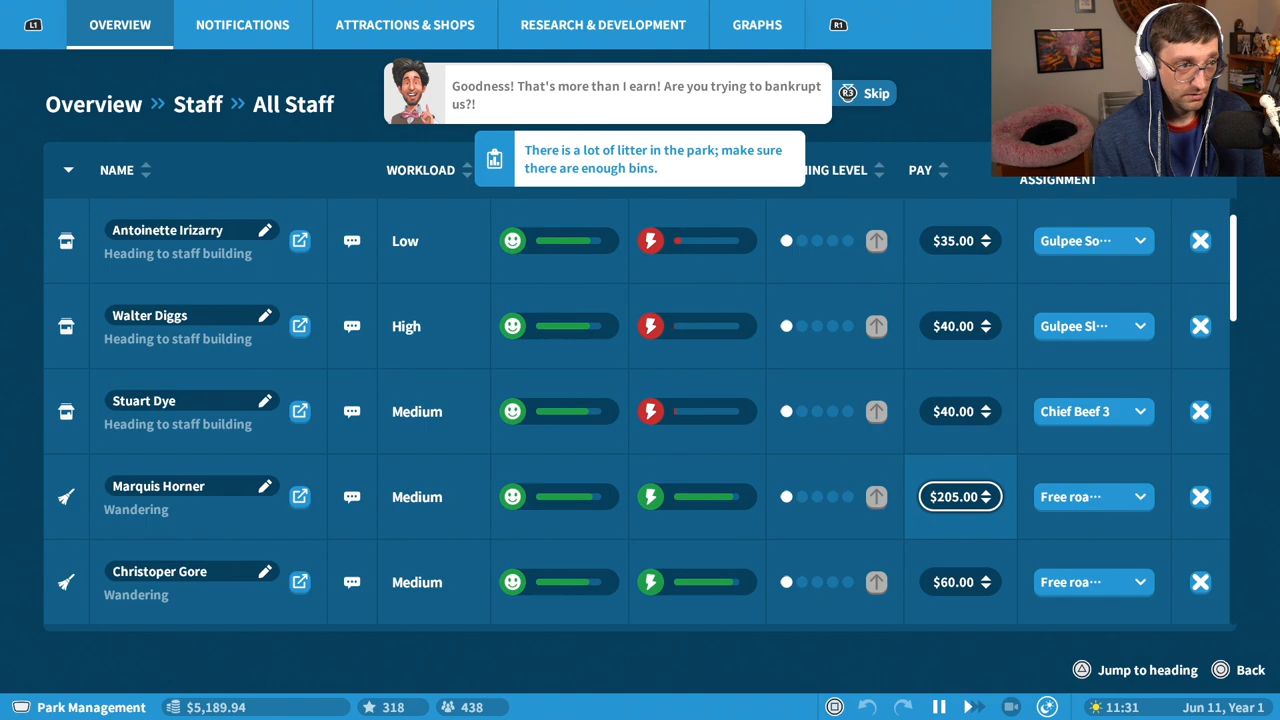 L1
OVERVIEW
NOTIFICATIONS
ATTRACTIONS & SHOPS
RESEARCH & DEVELOPMENT
GRAPHS
R1
Overview » Staff » All Staff
Goodness! That's more than I earn! Are you trying to bankrupt
us?!
R3 Skip
There is a lot of litter in the park; make sure
there are enough bins.
NAME
WORKLOAD
NING LEVEL
PAY
ASSIGNMENT
Antoinette Irizarry
Heading to staff building
Low
$35.00
Gulpee So···
Walter Diggs
Heading to staff building
High
$40.00
Gulpee Sl···
Stuart Dye
Heading to staff building
Medium
$40.00
Chief Beef 3
Marquis Horner
Wandering
Medium
$205.00
Free roa···
Christoper Gore
Wandering
Medium
$60.00
Free roa···
Jump to heading
Back
Park Management
$5,189.94
318
438
11:31
Jun 11, Year 1